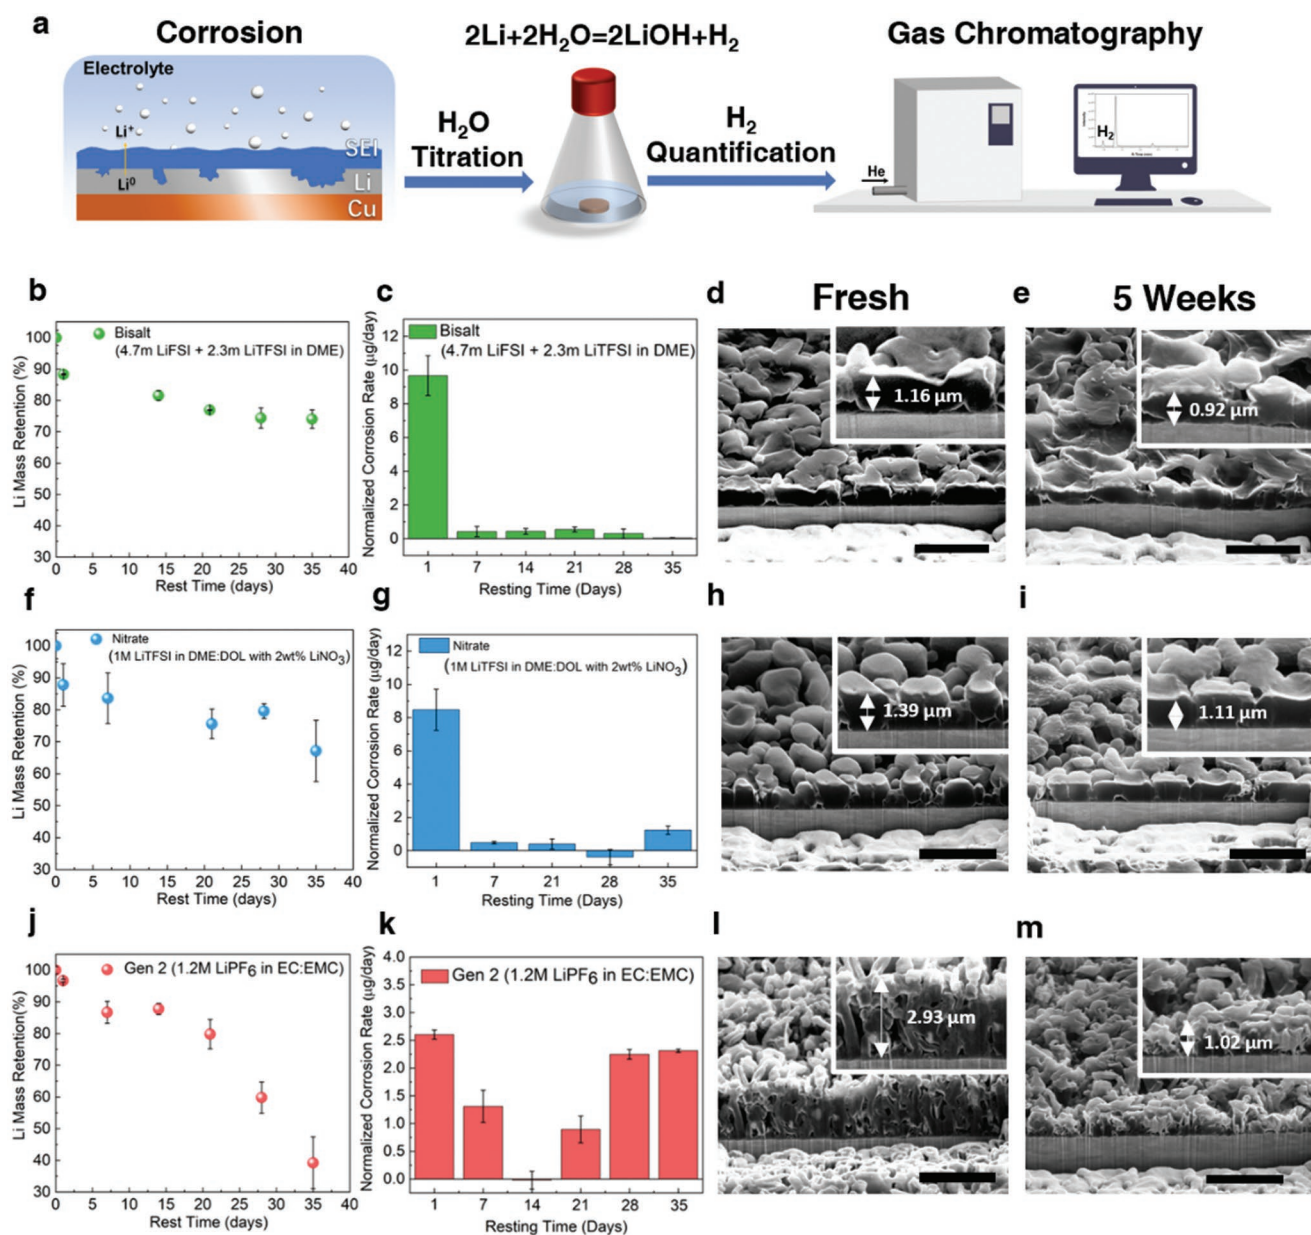 a
Corrosion
2Li+2H₂O=2LiOH+H₂
Gas Chromatography
Electrolyte
Li⁺
SEI
Li⁰
Li
Cu
H₂O
Titration
H₂
Quantification
He
H₂
b
Li Mass Retention (%)
100
90
80
70
60
50
40
30
Bisalt
(4.7m LiFSI + 2.3m LiTFSI in DME)
0 5 10 15 20 25 30 35 40
Rest Time (days)
c
Normalized Corrosion Rate (µg/day)
12
10
8
6
4
2
0
Bisalt
(4.7m LiFSI + 2.3m LiTFSI in DME)
1 7 14 21 28 35
Resting Time (Days)
d
Fresh
1.16 µm
e
5 Weeks
0.92 µm
f
Li Mass Retention (%)
100
90
80
70
60
50
40
30
Nitrate
(1M LiTFSI in DME:DOL with 2wt% LiNO₃)
0 5 10 15 20 25 30 35 40
Rest Time (days)
g
Normalized Corrosion Rate (µg/day)
12
10
8
6
4
2
0
Nitrate
(1M LiTFSI in DME:DOL with 2wt% LiNO₃)
1 7 21 28 35
Resting Time (Days)
h
1.39 µm
i
1.11 µm
j
Li Mass Retention(%)
100
90
80
70
60
50
40
30
Gen 2 (1.2M LiPF₆ in EC:EMC)
0 5 10 15 20 25 30 35 40
Rest Time (days)
k
Normalized Corrosion Rate (µg/day)
4.0
3.5
3.0
2.5
2.0
1.5
1.0
0.5
0.0
Gen 2 (1.2M LiPF₆ in EC:EMC)
1 7 14 21 28 35
Resting Time (Days)
l
2.93 µm
m
1.02 µm